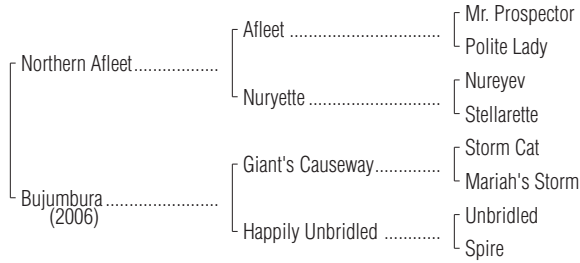 Mr. Prospector
Afleet
Polite Lady
Northern Afleet
Nureyev
Nuryette
Stellarette
Storm Cat
Giant's Causeway
Mariah's Storm
Bujumbura
(2006)
Unbridled
Happily Unbridled
Spire